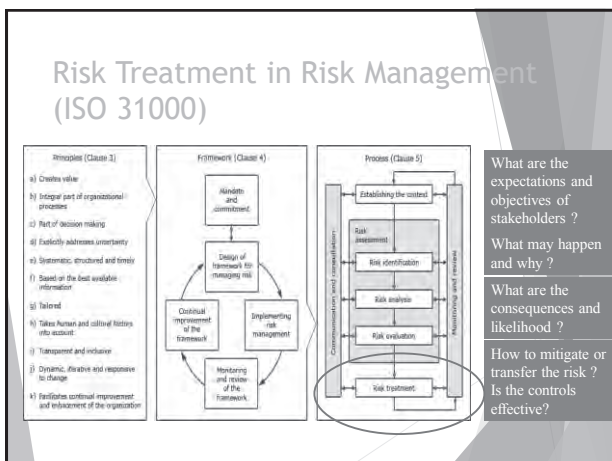 Risk Treatment in Risk Management
(ISO 31000)
Principles (Clause 3)
a) Creates value
b) Integral part of organizational
processes
c) Part of decision making
d) Explicitly addresses uncertainty
e) Systematic, structured and timely
f) Based on the best available
information
g) Tailored
h) Takes human and cultural factors
into account
i) Transparent and inclusive
j) Dynamic, iterative and responsive
to change
k) Facilitates continual improvement
and enhancement of the organization
Framework (Clause 4)
Mandate
and
commitment
Design of
framework for
managing risk
Continual
improvement
of the
framework
Implementing
risk
management
Monitoring
and review
of the
framework
Process (Clause 5)
Establishing the context
Communication and consultation
Risk
assessment
Risk identification
Risk analysis
Risk evaluation
Risk treatment
Monitoring and review
What are the
expectations and
objectives of
stakeholders ?
What may happen
and why ?
What are the
consequences and
likelihood ?
How to mitigate or
transfer the risk ?
Is the controls
effective?